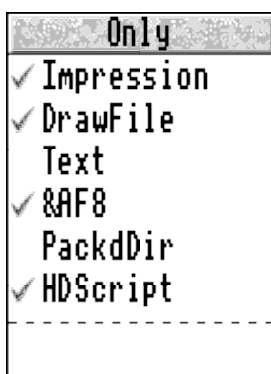 Only
Impression
DrawFile
Text
&AF8
PackdDir
HDScript